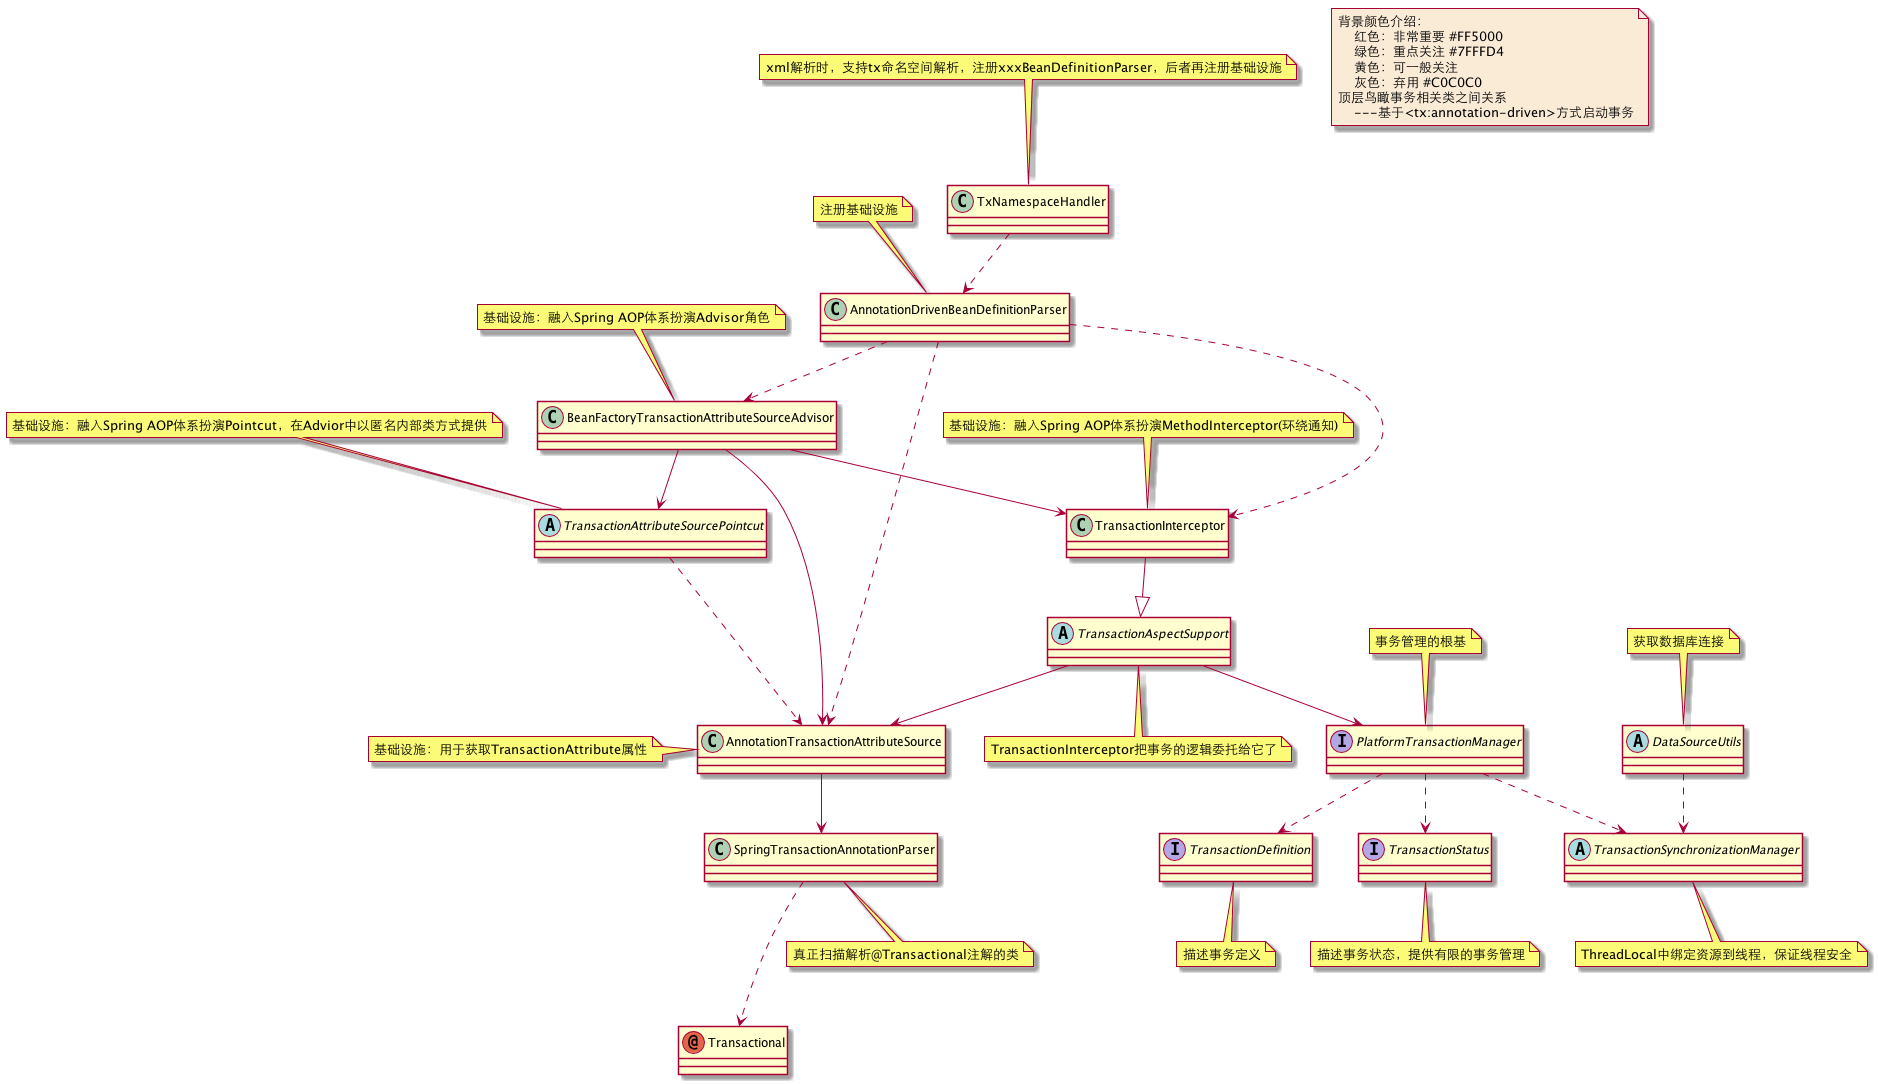 背景颜色介绍：
红色：非常重要 #FF5000
绿色：重点关注 #7FFFD4
黄色：可一般关注
灰色：弃用 #C0C0C0
顶层鸟瞰事务相关类之间关系
---基于<tx:annotation-driven>方式启动事务
xml解析时，支持tx命名空间解析，注册xxxBeanDefinitionParser，后者再注册基础设施
C TxNamespaceHandler
注册基础设施
C AnnotationDrivenBeanDefinitionParser
基础设施：融入Spring AOP体系扮演Advisor角色
C BeanFactoryTransactionAttributeSourceAdvisor
基础设施：融入Spring AOP体系扮演Pointcut，在Advior中以匿名内部类方式提供
基础设施：融入Spring AOP体系扮演MethodInterceptor(环绕通知)
A TransactionAttributeSourcePointcut
C TransactionInterceptor
A TransactionAspectSupport
事务管理的根基
获取数据库连接
基础设施：用于获取TransactionAttribute属性
C AnnotationTransactionAttributeSource
TransactionInterceptor把事务的逻辑委托给它了
I PlatformTransactionManager
A DataSourceUtils
C SpringTransactionAnnotationParser
I TransactionDefinition
I TransactionStatus
A TransactionSynchronizationManager
真正扫描解析@Transactional注解的类
描述事务定义
描述事务状态，提供有限的事务管理
ThreadLocal中绑定资源到线程，保证线程安全
@ Transactional